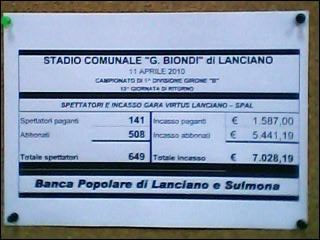 STADIO COMUNALE "G. BIONDI" di LANCIANO
11 APRILE 2010
CAMPIONATO DI 1^ DIVISIONE GIRONE "B"
13^ GIORNATA DI RITORNO
SPETTATORI E INCASSO GARA VIRTUS LANCIANO – SPAL
Spettatori paganti 141 Incasso paganti € 1.587,00
Abbonati 508 Incasso abbonati € 5.441,19
Totale spettatori 649 Totale incasso € 7.028,19
Banca Popolare di Lanciano e Sulmona